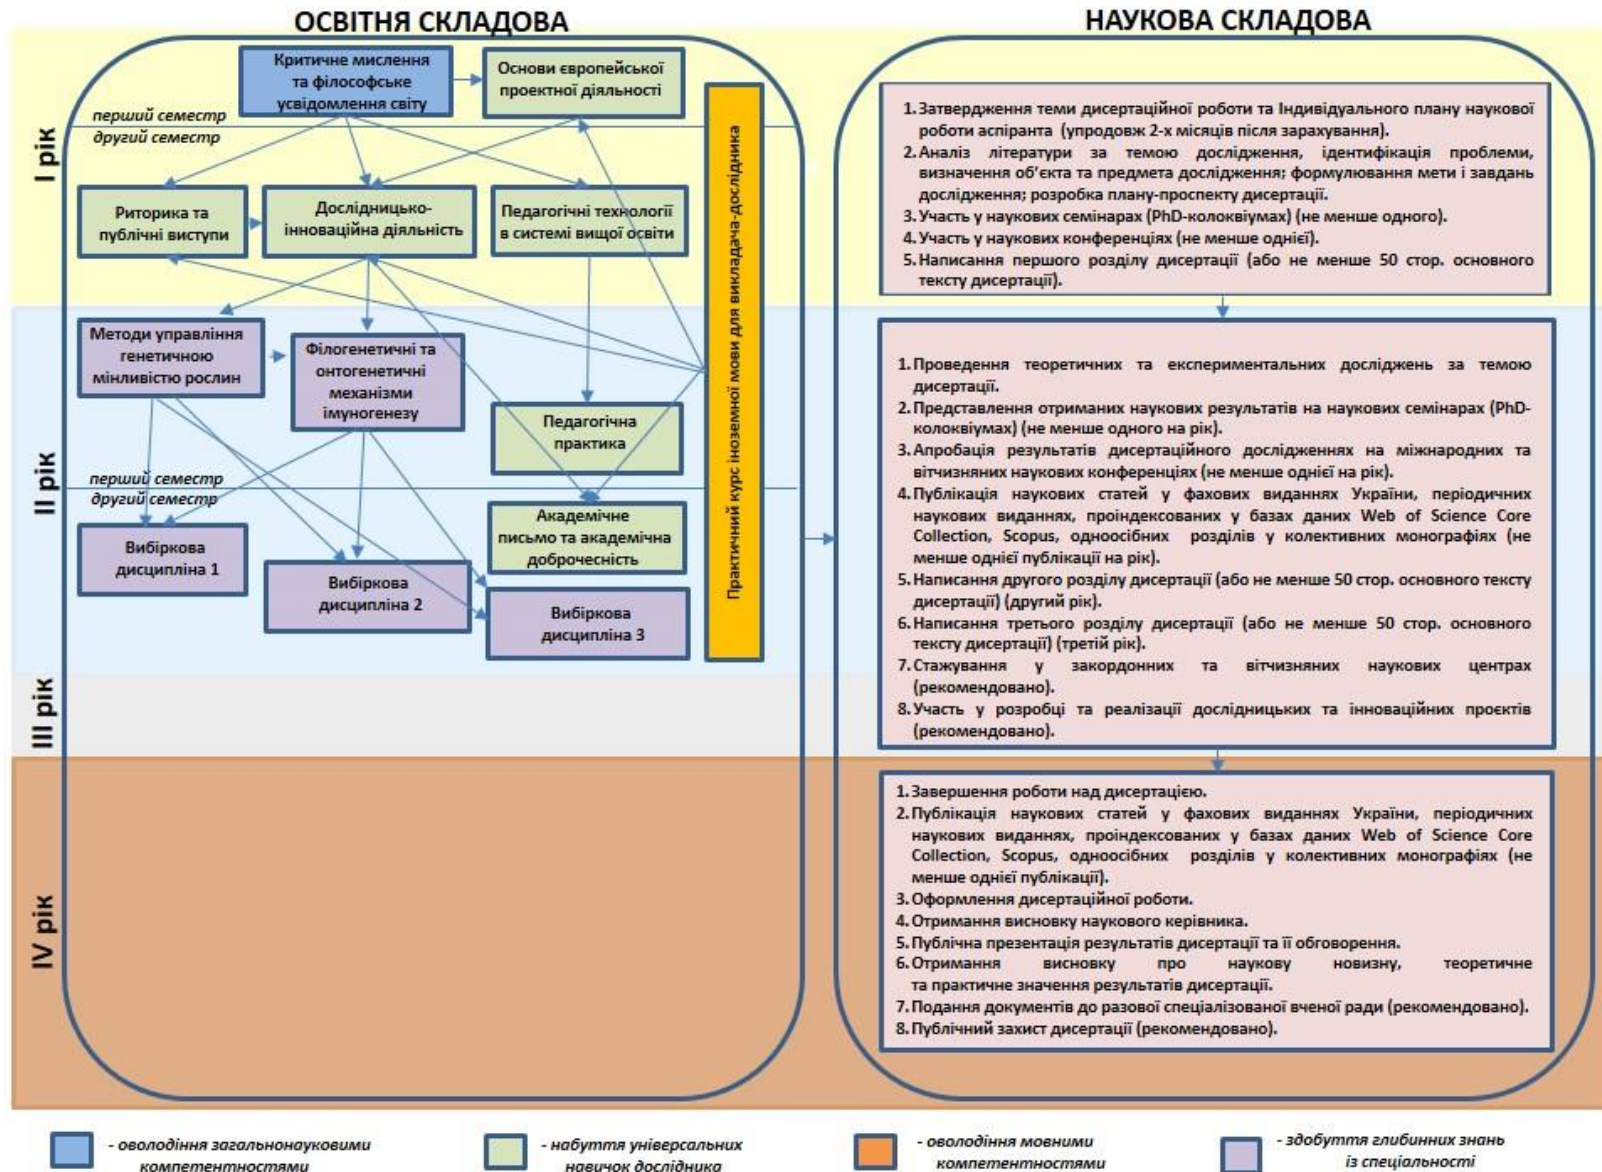 ОСВІТНЯ СКЛАДОВА
НАУКОВА СКЛАДОВА
I рік
Критичне мислення
та філософське
усвідомлення світу
Основи європейської
проектної діяльності
перший семестр
другий семестр
Риторика та
публічні виступи
Дослідницько-
інноваційна діяльність
Педагогічні технології
в системі вищої освіти
Практичний курс іноземної мови для викладача-дослідника
II рік
Методи управління
генетичною
мінливістю рослин
Філогенетичні та
онтогенетичні
механізми
імуногенезу
Педагогічна
практика
перший семестр
другий семестр
Вибіркова
дисципліна 1
Вибіркова
дисципліна 2
Академічне
письмо та академічна
доброчесність
Вибіркова
дисципліна 3
III рік
IV рік
1. Затвердження теми дисертаційної роботи та Індивідуального плану наукової
роботи аспіранта (упродовж 2-х місяців після зарахування).
2. Аналіз літератури за темою дослідження, ідентифікація проблеми,
визначення об'єкта та предмета дослідження; формулювання мети і завдань
дослідження; розробка плану-проспекту дисертації.
3. Участь у наукових семінарах (PhD-колоквіумах) (не менше одного).
4. Участь у наукових конференціях (не менше однієї).
5. Написання першого розділу дисертації (або не менше 50 стор. основного
тексту дисертації).
1. Проведення теоретичних та експериментальних досліджень за темою
дисертації.
2. Представлення отриманих наукових результатів на наукових семінарах (PhD-
колоквіумах) (не менше одного на рік).
3. Апробація результатів дисертаційного дослідженнях на міжнародних та
вітчизняних наукових конференціях (не менше однієї на рік).
4. Публікація наукових статей у фахових виданнях України, періодичних
наукових виданнях, проіндексованих у базах даних Web of Science Core
Collection, Scopus, одноосібних розділів у колективних монографіях (не
менше однієї публікації на рік).
5. Написання другого розділу дисертації (або не менше 50 стор. основного тексту
дисертації) (другий рік).
6. Написання третього розділу дисертації (або не менше 50 стор. основного
тексту дисертації) (третій рік).
7. Стажування у закордонних та вітчизняних наукових центрах
(рекомендовано).
8. Участь у розробці та реалізації дослідницьких та інноваційних проєктів
(рекомендовано).
1. Завершення роботи над дисертацією.
2. Публікація наукових статей у фахових виданнях України, періодичних
наукових виданнях, проіндексованих у базах даних Web of Science Core
Collection, Scopus, одноосібних розділів у колективних монографіях (не
менше однієї публікації).
3. Оформлення дисертаційної роботи.
4. Отримання висновку наукового керівника.
5. Публічна презентація результатів дисертації та її обговорення.
6. Отримання висновку про наукову новизну, теоретичне
та практичне значення результатів дисертації.
7. Подання документів до разової спеціалізованої вченої ради (рекомендовано).
8. Публічний захист дисертації (рекомендовано).
- оволодіння загальнонауковими
компетентностями
- набуття універсальних
навичок дослідника
- оволодіння мовними
компетентностями
- здобуття глибинних знань
із спеціальності